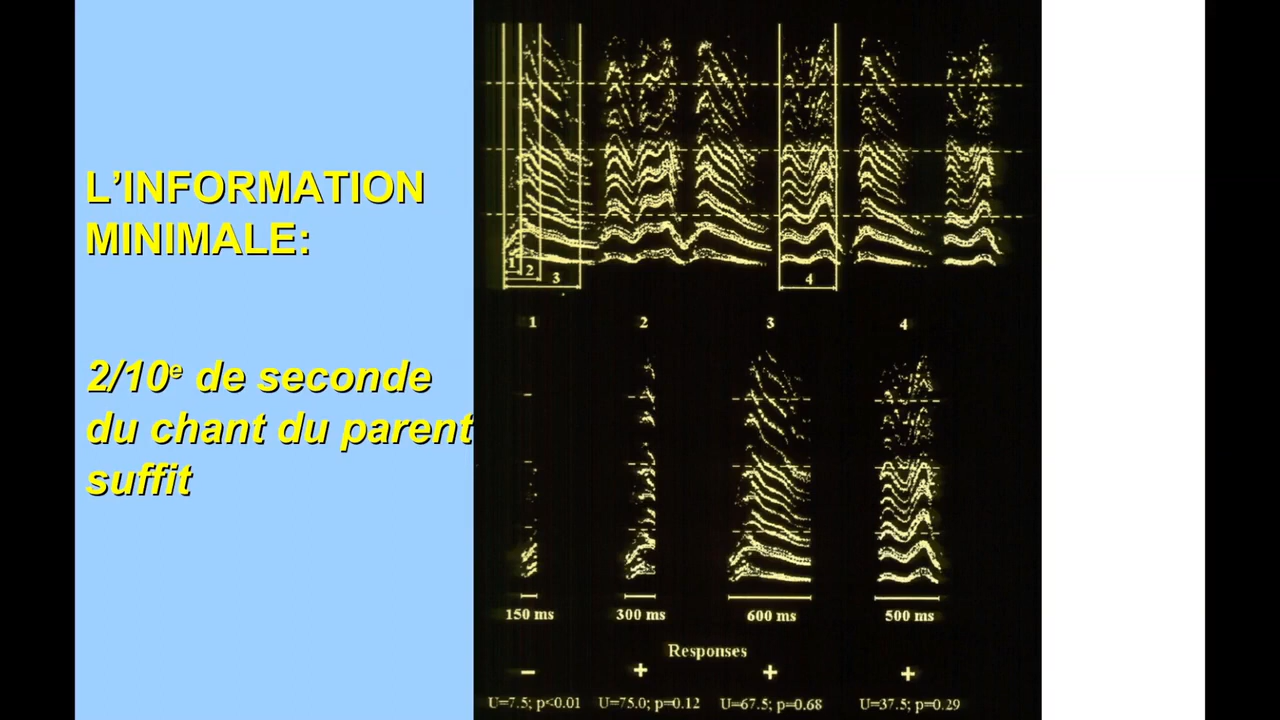 L’INFORMATION
MINIMALE:
2/10e de seconde
du chant du parent
suffit
1 2 3 4
1 2 3 4
150 ms 300 ms 600 ms 500 ms
Responses
− + + +
U=7.5; p<0.01 U=75.0; p=0.12 U=67.5; p=0.68 U=37.5; p=0.29